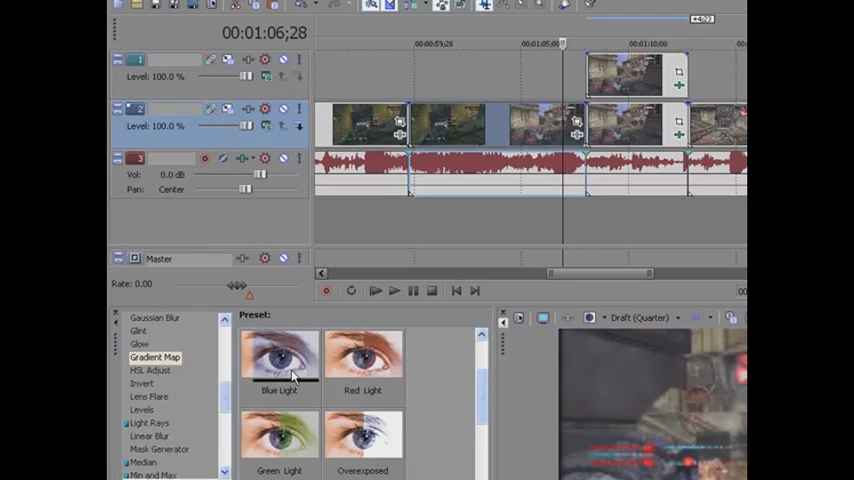 +4;23
00:01:06;28
00:00:59;28
00:01:05;00
00:01:10;00
1
Level: 100.0 %
2
Level: 100.0 %
3
Vol: 0.0 dB
Pan: Center
Master
Rate: 0.00
Gaussian Blur
Glint
Glow
Gradient Map
HSL Adjust
Invert
Lens Flare
Levels
Light Rays
Linear Blur
Mask Generator
Median
Min and Max
Preset:
Blue Light
Red Light
Green Light
Overexposed
Draft (Quarter)